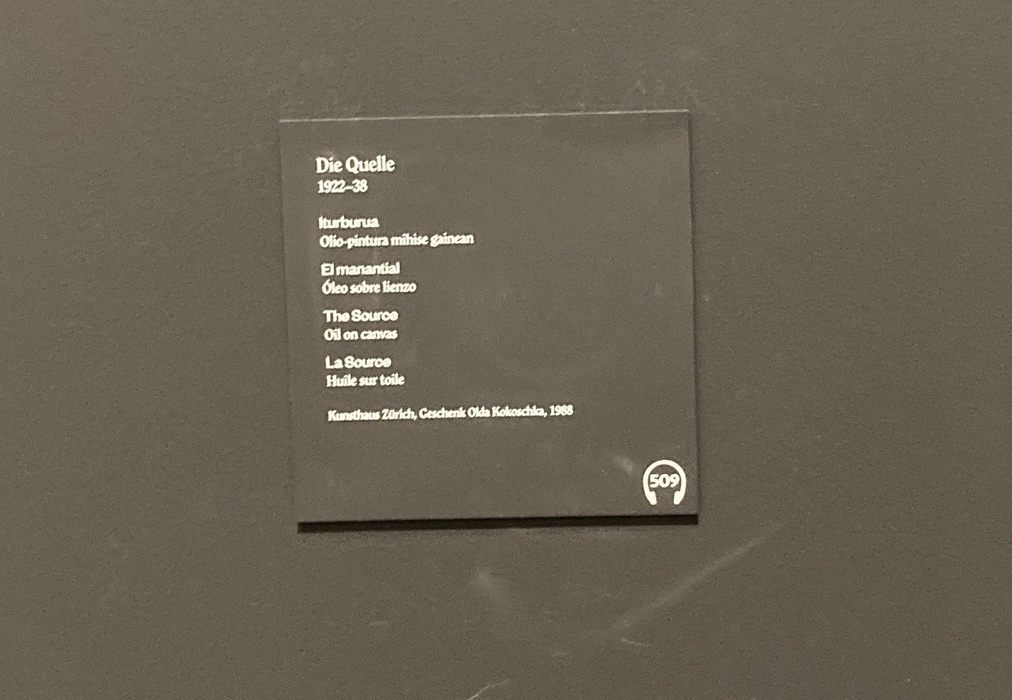 Die Quelle
1922–38
Iturburua
Olio-pintura mihise gainean
El manantial
Óleo sobre lienzo
The Source
Oil on canvas
La Source
Huile sur toile
Kunsthaus Zürich, Geschenk Olda Kokoschka, 1988
509